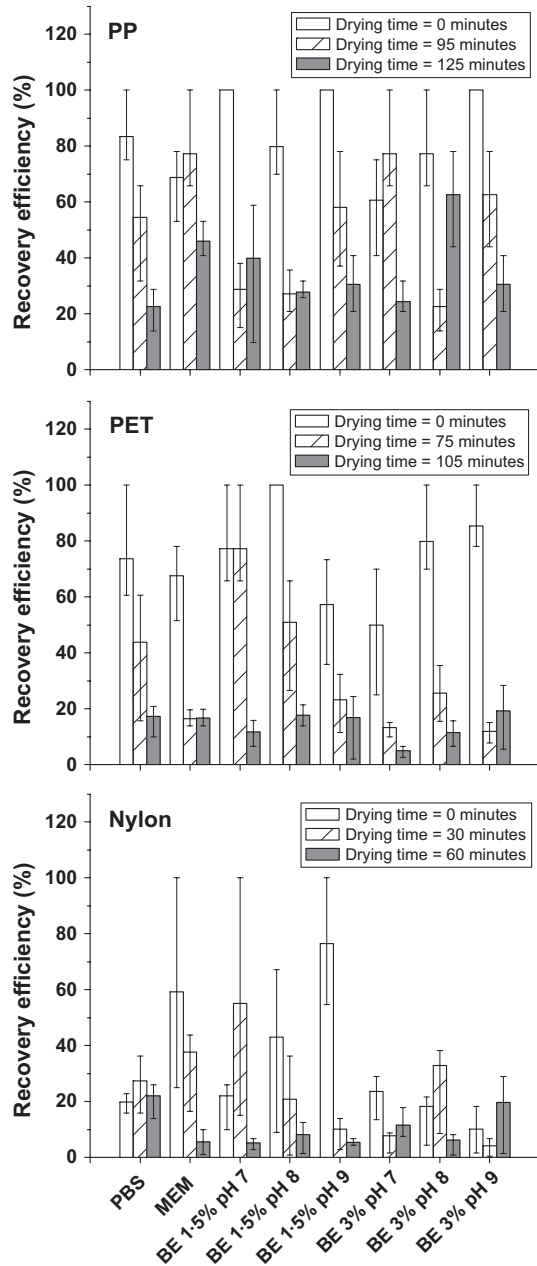 PP
Drying time = 0 minutes
Drying time = 95 minutes
Drying time = 125 minutes
Recovery efficiency (%)
120
100
80
60
40
20
0
PET
Drying time = 0 minutes
Drying time = 75 minutes
Drying time = 105 minutes
Recovery efficiency (%)
120
100
80
60
40
20
0
Nylon
Drying time = 0 minutes
Drying time = 30 minutes
Drying time = 60 minutes
Recovery efficiency (%)
120
100
80
60
40
20
0
PBS
MEM
BE 1·5% pH 7
BE 1·5% pH 8
BE 1·5% pH 9
BE 3% pH 7
BE 3% pH 8
BE 3% pH 9